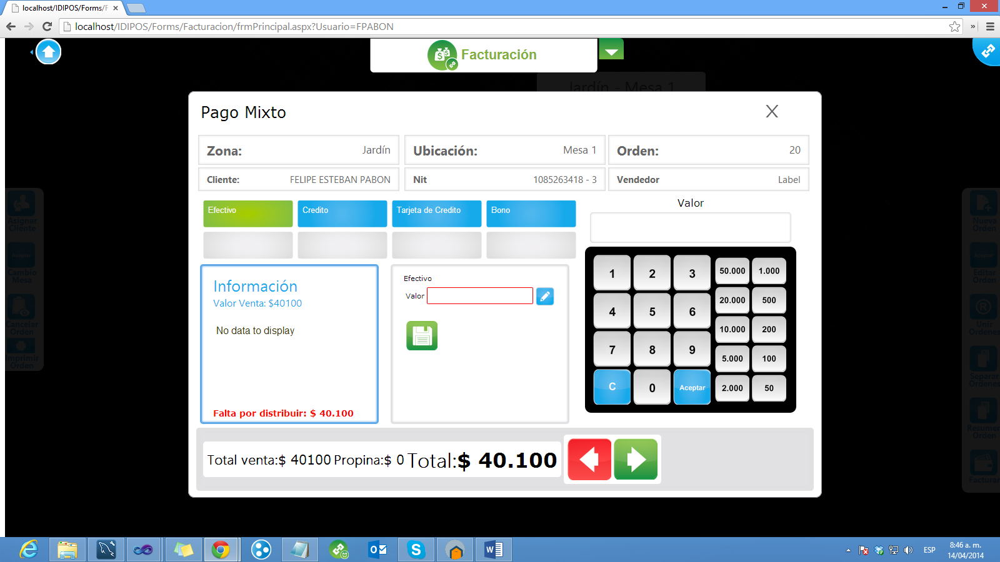 localhost/IDIPOS/Forms/F
localhost/IDIPOS/Forms/Facturacion/frmPrincipal.aspx?Usuario=FPABON
Facturación
Jardín - Mesa 1
Pago Mixto
X
Zona: Jardín
Ubicación: Mesa 1
Orden: 20
Cliente: FELIPE ESTEBAN PABON
Nit 1085263418 - 3
Vendedor Label
Efectivo
Credito
Tarjeta de Credito
Bono
Valor
Información
Valor Venta: $40100
No data to display
Falta por distribuir: $ 40.100
Efectivo
Valor
1 2 3 50.000 1.000
4 5 6 20.000 500
7 8 9 10.000 200
5.000 100
C 0 Aceptar 2.000 50
Total venta:$ 40100 Propina:$ 0 Total:$ 40.100
Asignar
Cliente
Cambio
Mesa
Cancelar
Orden
Imprimir
Orden
Nueva
Orden
Editar
Orden
Unir
Ordenes
Separar
Ordenes
Resumen
Orden
Facturar
ESP
8:46 a. m.
14/04/2014